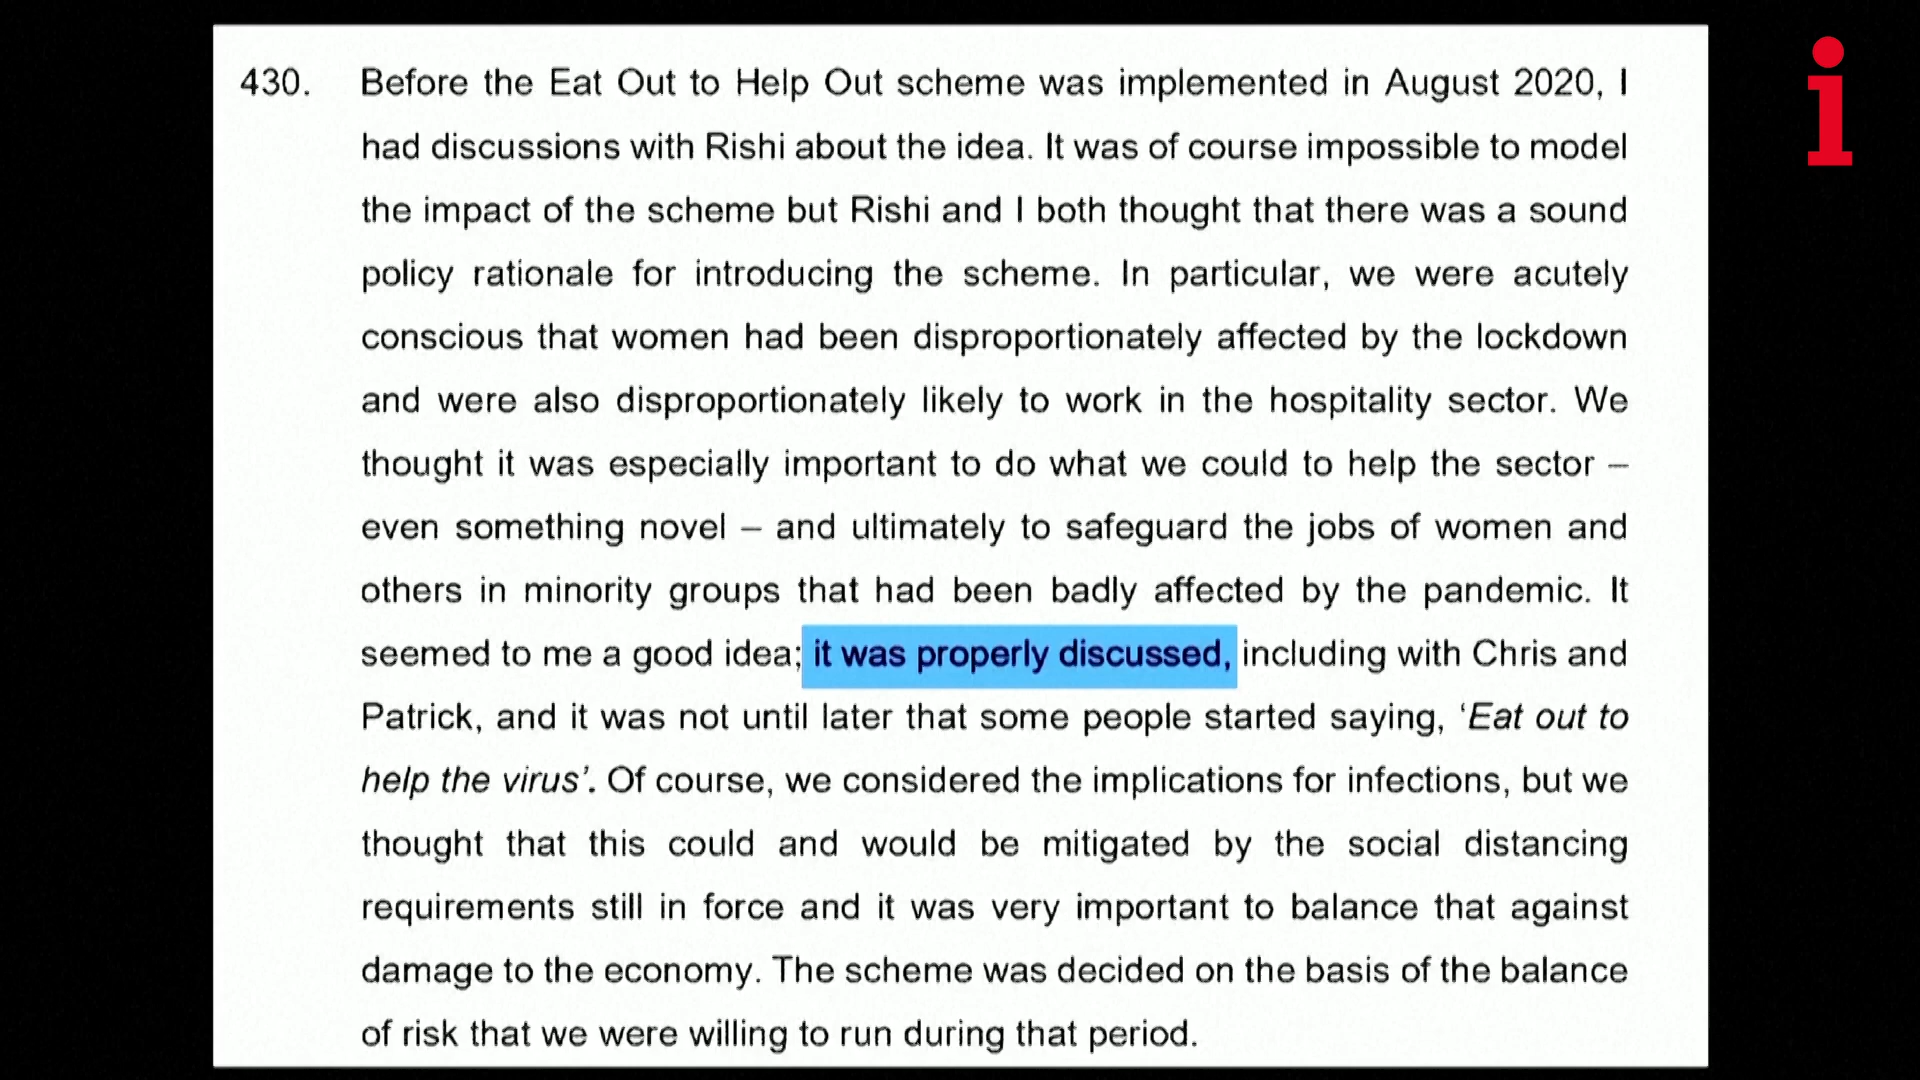 430. Before the Eat Out to Help Out scheme was implemented in August 2020, I
had discussions with Rishi about the idea. It was of course impossible to model
the impact of the scheme but Rishi and I both thought that there was a sound
policy rationale for introducing the scheme. In particular, we were acutely
conscious that women had been disproportionately affected by the lockdown
and were also disproportionately likely to work in the hospitality sector. We
thought it was especially important to do what we could to help the sector –
even something novel – and ultimately to safeguard the jobs of women and
others in minority groups that had been badly affected by the pandemic. It
seemed to me a good idea; it was properly discussed, including with Chris and
Patrick, and it was not until later that some people started saying, ‘Eat out to
help the virus’. Of course, we considered the implications for infections, but we
thought that this could and would be mitigated by the social distancing
requirements still in force and it was very important to balance that against
damage to the economy. The scheme was decided on the basis of the balance
of risk that we were willing to run during that period.
i